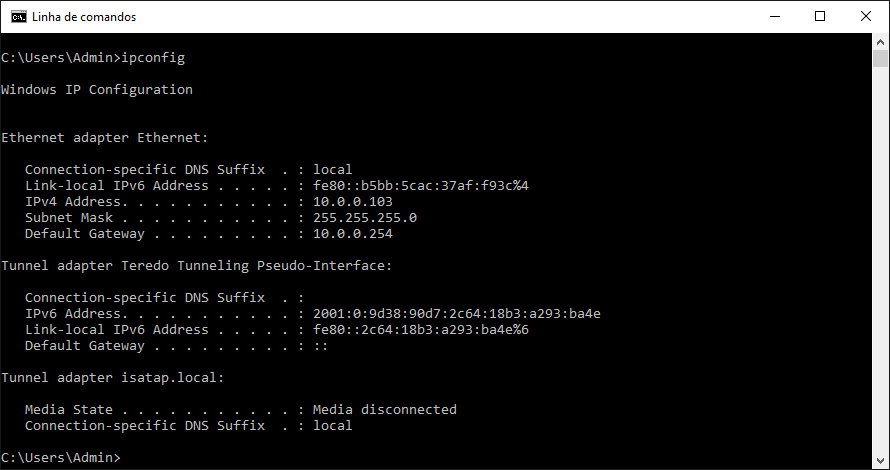 Linha de comandos
C:\Users\Admin>ipconfig
Windows IP Configuration
Ethernet adapter Ethernet:
Connection-specific DNS Suffix  . : local
Link-local IPv6 Address . . . . . : fe80::b5bb:5cac:37af:f93c%4
IPv4 Address. . . . . . . . . . . : 10.0.0.103
Subnet Mask . . . . . . . . . . . : 255.255.255.0
Default Gateway . . . . . . . . . : 10.0.0.254
Tunnel adapter Teredo Tunneling Pseudo-Interface:
Connection-specific DNS Suffix  . :
IPv6 Address. . . . . . . . . . . : 2001:0:9d38:90d7:2c64:18b3:a293:ba4e
Link-local IPv6 Address . . . . . : fe80::2c64:18b3:a293:ba4e%6
Default Gateway . . . . . . . . . : ::
Tunnel adapter isatap.local:
Media State . . . . . . . . . . . : Media disconnected
Connection-specific DNS Suffix  . : local
C:\Users\Admin>